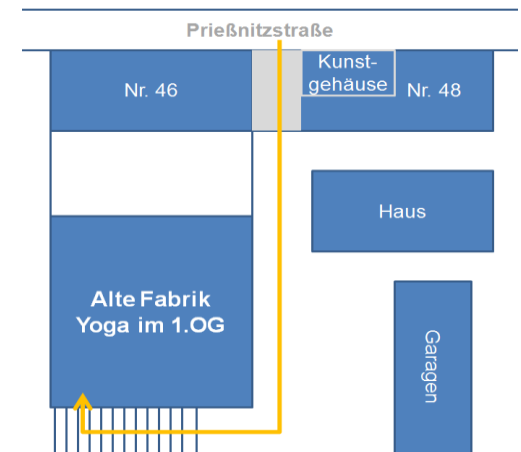 Prießnitzstraße
Nr. 46
Kunst-
gehäuse
Nr. 48
Haus
Alte Fabrik
Yoga im 1.OG
Garagen